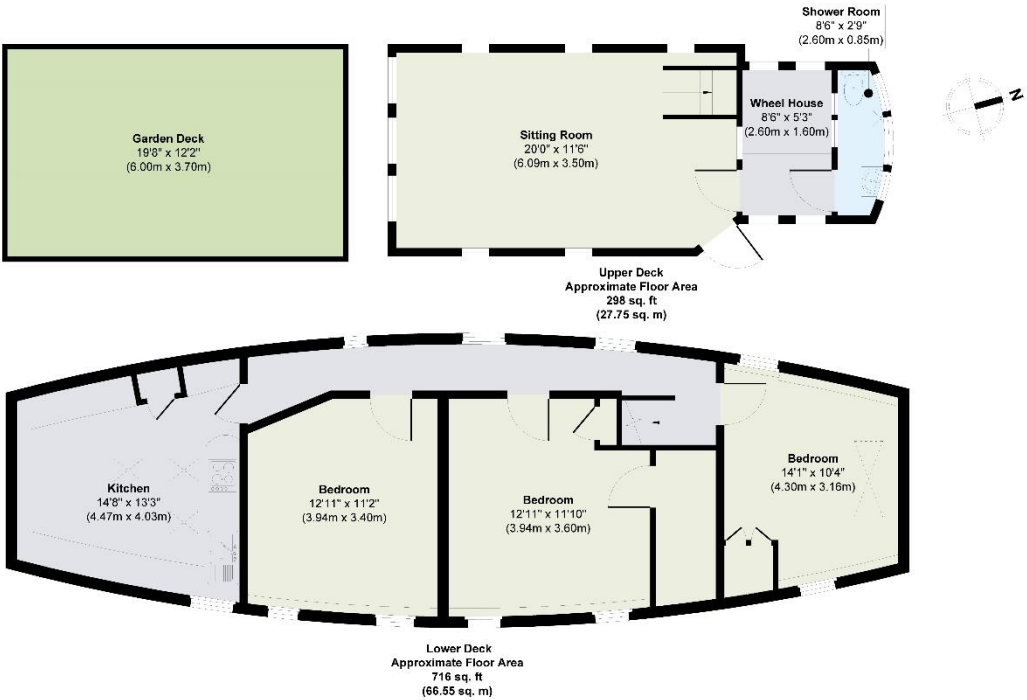 Shower Room
8'6" x 2'9"
(2.60m x 0.85m)
Garden Deck
19'8" x 12'2"
(6.00m x 3.70m)
Sitting Room
20'0" x 11'6"
(6.09m x 3.50m)
Wheel House
8'6" x 5'3"
(2.60m x 1.60m)
N
Upper Deck
Approximate Floor Area
298 sq. ft
(27.75 sq. m)
Kitchen
14'8" x 13'3"
(4.47m x 4.03m)
Bedroom
12'11" x 11'2"
(3.94m x 3.40m)
Bedroom
12'11" x 11'10"
(3.94m x 3.60m)
Bedroom
14'1" x 10'4"
(4.30m x 3.16m)
Lower Deck
Approximate Floor Area
716 sq. ft
(66.55 sq. m)